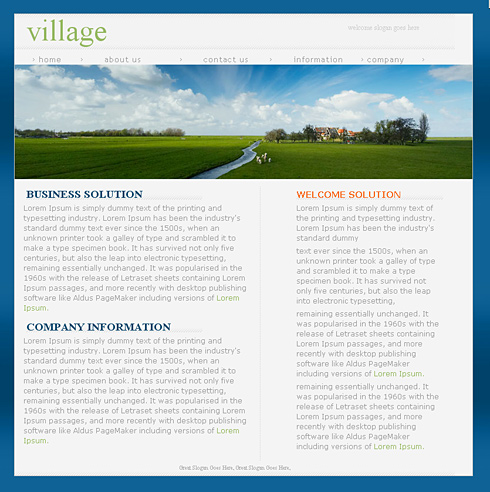 village
welcome slogan goes here
› home › about us › contact us › information › company ›
BUSINESS SOLUTION
Lorem Ipsum is simply dummy text of the printing and
typesetting industry. Lorem Ipsum has been the industry's
standard dummy text ever since the 1500s, when an
unknown printer took a galley of type and scrambled it to
make a type specimen book. It has survived not only five
centuries, but also the leap into electronic typesetting,
remaining essentially unchanged. It was popularised in the
1960s with the release of Letraset sheets containing Lorem
Ipsum passages, and more recently with desktop publishing
software like Aldus PageMaker including versions of Lorem
Ipsum.
COMPANY INFORMATION
Lorem Ipsum is simply dummy text of the printing and
typesetting industry. Lorem Ipsum has been the industry's
standard dummy text ever since the 1500s, when an
unknown printer took a galley of type and scrambled it to
make a type specimen book. It has survived not only five
centuries, but also the leap into electronic typesetting,
remaining essentially unchanged. It was popularised in the
1960s with the release of Letraset sheets containing Lorem
Ipsum passages, and more recently with desktop publishing
software like Aldus PageMaker including versions of Lorem
Ipsum.
WELCOME SOLUTION
Lorem Ipsum is simply dummy text of
the printing and typesetting industry.
Lorem Ipsum has been the industry's
standard dummy
text ever since the 1500s, when an
unknown printer took a galley of type
and scrambled it to make a type
specimen book. It has survived not
only five centuries, but also the leap
into electronic typesetting,
remaining essentially unchanged. It
was popularised in the 1960s with the
release of Letraset sheets containing
Lorem Ipsum passages, and more
recently with desktop publishing
software like Aldus PageMaker
including versions of Lorem Ipsum.
remaining essentially unchanged. It
was popularised in the 1960s with the
release of Letraset sheets containing
Lorem Ipsum passages, and more
recently with desktop publishing
software like Aldus PageMaker
including versions of Lorem Ipsum.
Great Slogan Goes Here, Great Slogan Goes Here,